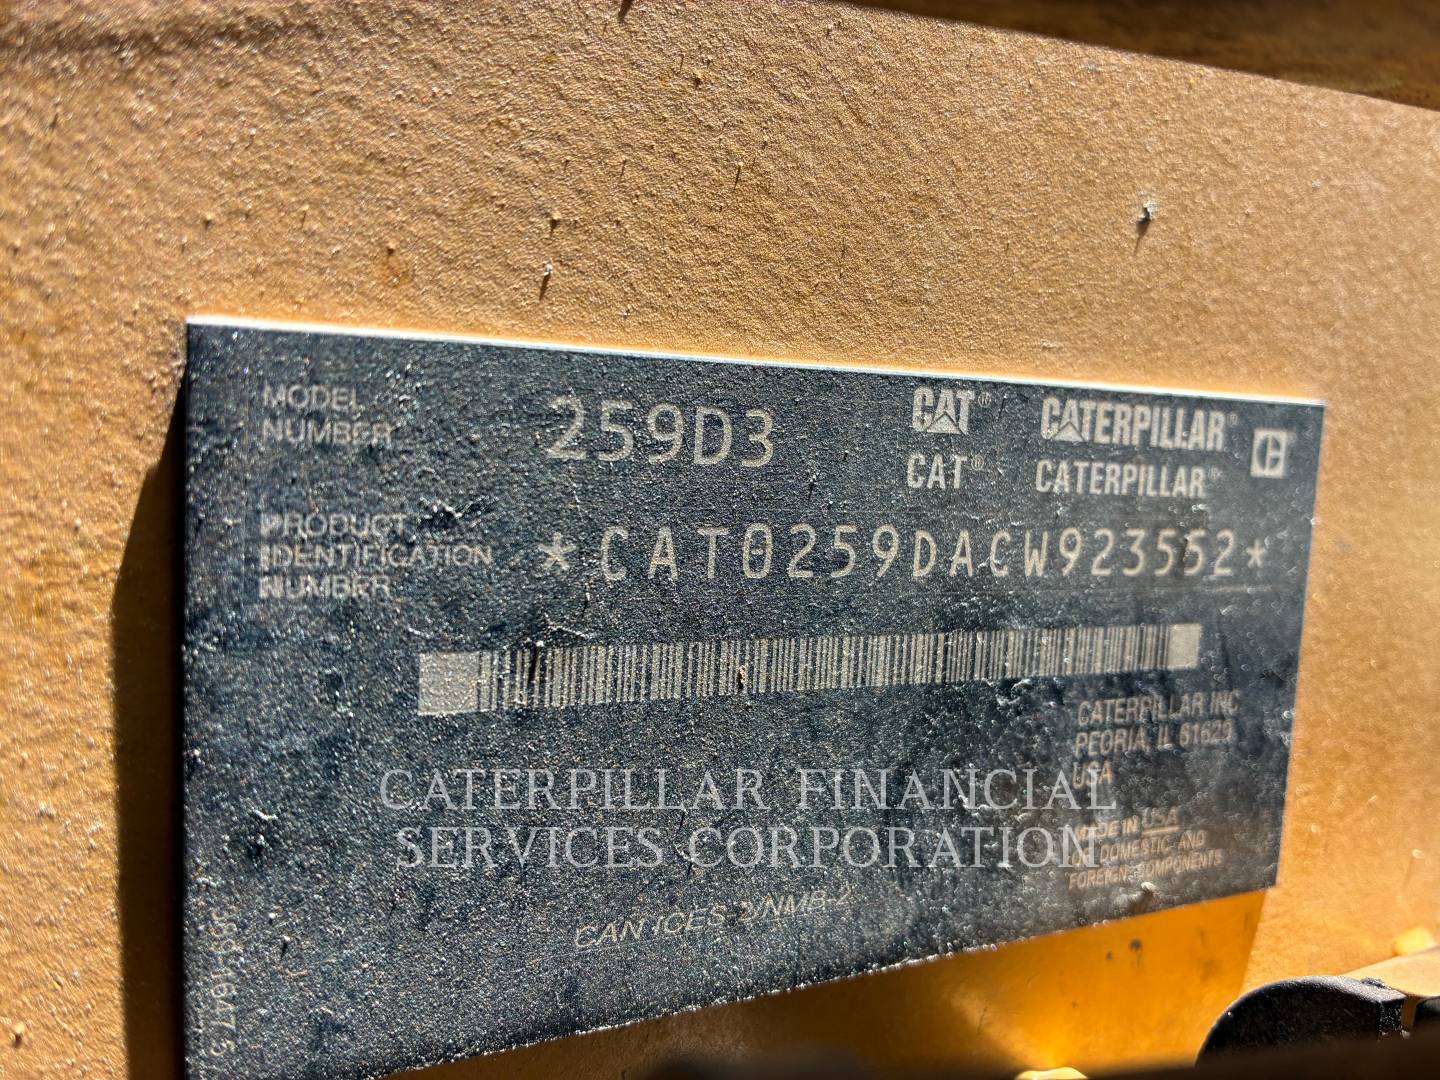 MODEL NUMBER 259D3
CAT® CATERPILLAR®
CAT® CATERPILLAR®
PRODUCT IDENTIFICATION NUMBER *CAT0259DACW923552*
CATERPILLAR INC
PEORIA, IL 61629
USA
MADE IN USA
DOMESTIC AND
FOREIGN COMPONENTS
CAN ICES-2/NMB-2
CATERPILLAR FINANCIAL
SERVICES CORPORATION